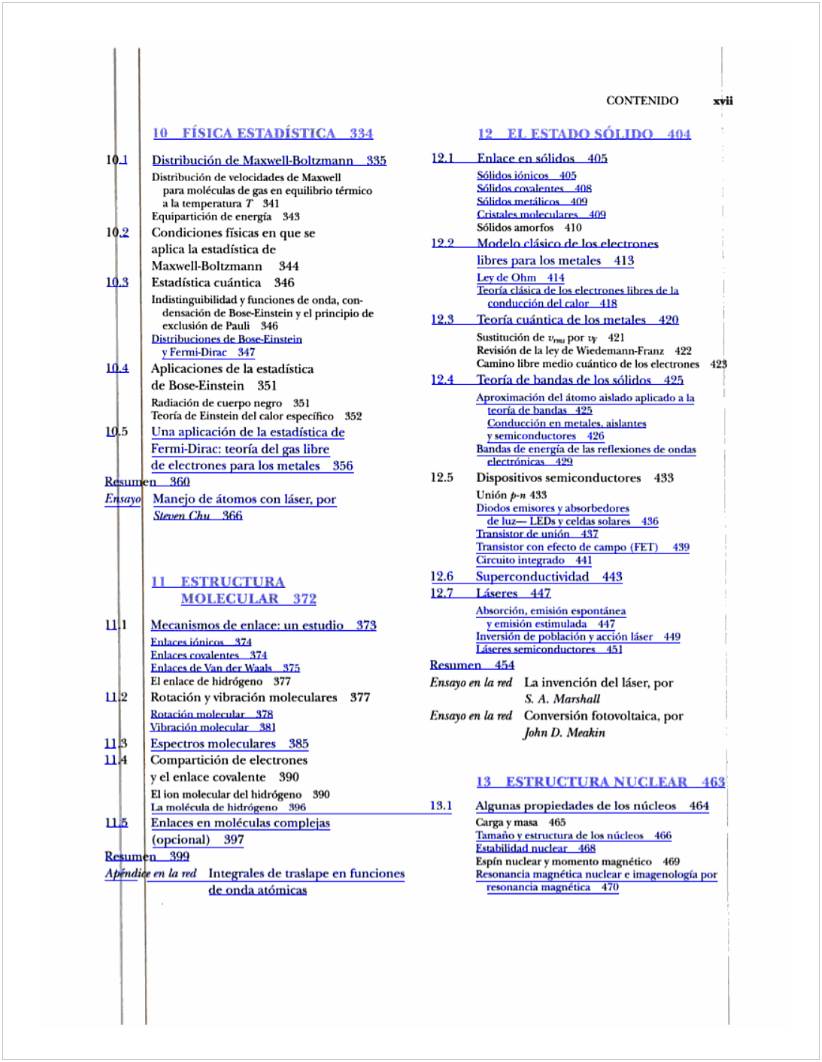 CONTENIDO xvii
10 FÍSICA ESTADÍSTICA 334
10.1 Distribución de Maxwell-Boltzmann 335
Distribución de velocidades de Maxwell
para moléculas de gas en equilibrio térmico
a la temperatura T 341
Equipartición de energía 343
10.2 Condiciones físicas en que se
aplica la estadística de
Maxwell-Boltzmann 344
10.3 Estadística cuántica 346
Indistinguibilidad y funciones de onda, con-
densación de Bose-Einstein y el principio de
exclusión de Pauli 346
Distribuciones de Bose-Einstein
y Fermi-Dirac 347
10.4 Aplicaciones de la estadística
de Bose-Einstein 351
Radiación de cuerpo negro 351
Teoría de Einstein del calor específico 352
10.5 Una aplicación de la estadística de
Fermi-Dirac: teoría del gas libre
de electrones para los metales 356
Resumen 360
Ensayo Manejo de átomos con láser, por
Steven Chu 366
11 ESTRUCTURA
MOLECULAR 372
11.1 Mecanismos de enlace: un estudio 373
Enlaces iónicos 374
Enlaces covalentes 374
Enlaces de Van der Waals 375
El enlace de hidrógeno 377
11.2 Rotación y vibración moleculares 377
Rotación molecular 378
Vibración molecular 381
11.3 Espectros moleculares 385
11.4 Compartición de electrones
y el enlace covalente 390
El ion molecular del hidrógeno 390
La molécula de hidrógeno 396
11.5 Enlaces en moléculas complejas
(opcional) 397
Resumen 399
Apéndice en la red Integrales de traslape en funciones
de onda atómicas
12 EL ESTADO SÓLIDO 404
12.1 Enlace en sólidos 405
Sólidos iónicos 405
Sólidos covalentes 408
Sólidos metálicos 409
Cristales moleculares 409
Sólidos amorfos 410
12.2 Modelo clásico de los electrones
libres para los metales 413
Ley de Ohm 414
Teoría clásica de los electrones libres de la
conducción del calor 418
12.3 Teoría cuántica de los metales 420
Sustitución de vrms por vF 421
Revisión de la ley de Wiedemann-Franz 422
Camino libre medio cuántico de los electrones 423
12.4 Teoría de bandas de los sólidos 425
Aproximación del átomo aislado aplicado a la
teoría de bandas 425
Conducción en metales, aislantes
y semiconductores 426
Bandas de energía de las reflexiones de ondas
electrónicas 429
12.5 Dispositivos semiconductores 433
Unión p-n 433
Diodos emisores y absorbedores
de luz— LEDs y celdas solares 436
Transistor de unión 437
Transistor con efecto de campo (FET) 439
Circuito integrado 441
12.6 Superconductividad 443
12.7 Láseres 447
Absorción, emisión espontánea
y emisión estimulada 447
Inversión de población y acción láser 449
Láseres semiconductores 451
Resumen 454
Ensayo en la red La invención del láser, por
S. A. Marshall
Ensayo en la red Conversión fotovoltaica, por
John D. Meakin
13 ESTRUCTURA NUCLEAR 463
13.1 Algunas propiedades de los núcleos 464
Carga y masa 465
Tamaño y estructura de los núcleos 466
Estabilidad nuclear 468
Espín nuclear y momento magnético 469
Resonancia magnética nuclear e imagenología por
resonancia magnética 470